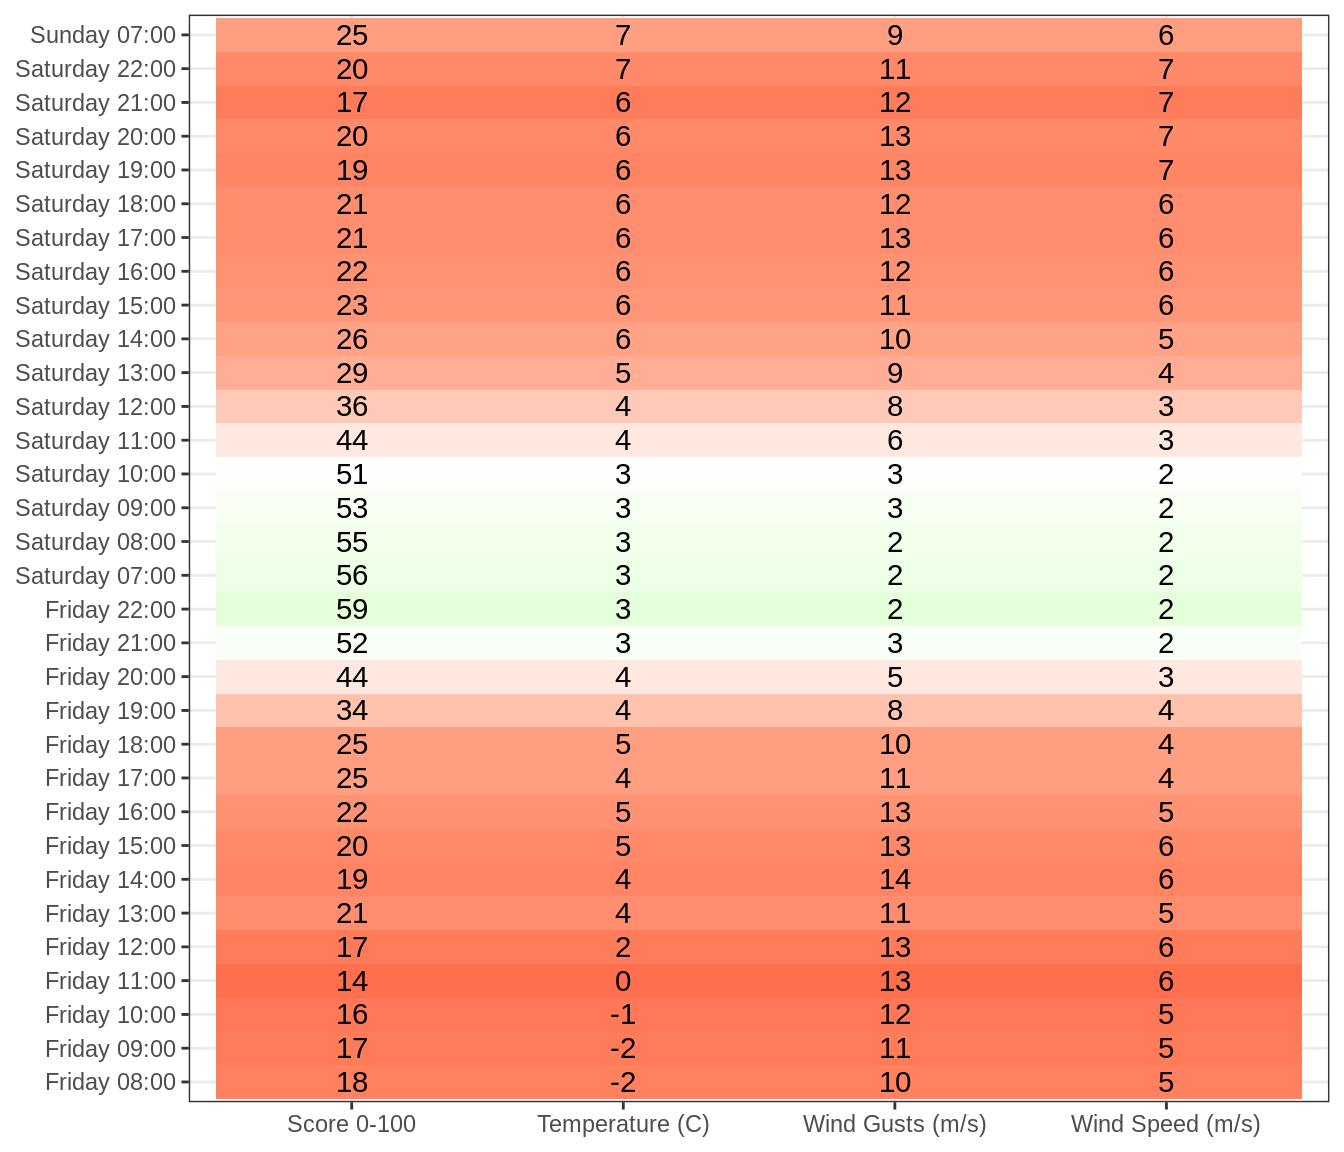 Sunday 07:00 25 7 9 6
Saturday 22:00 20 7 11 7
Saturday 21:00 17 6 12 7
Saturday 20:00 20 6 13 7
Saturday 19:00 19 6 13 7
Saturday 18:00 21 6 12 6
Saturday 17:00 21 6 13 6
Saturday 16:00 22 6 12 6
Saturday 15:00 23 6 11 6
Saturday 14:00 26 6 10 5
Saturday 13:00 29 5 9 4
Saturday 12:00 36 4 8 3
Saturday 11:00 44 4 6 3
Saturday 10:00 51 3 3 2
Saturday 09:00 53 3 3 2
Saturday 08:00 55 3 2 2
Saturday 07:00 56 3 2 2
Friday 22:00 59 3 2 2
Friday 21:00 52 3 3 2
Friday 20:00 44 4 5 3
Friday 19:00 34 4 8 4
Friday 18:00 25 5 10 4
Friday 17:00 25 4 11 4
Friday 16:00 22 5 13 5
Friday 15:00 20 5 13 6
Friday 14:00 19 4 14 6
Friday 13:00 21 4 11 5
Friday 12:00 17 2 13 6
Friday 11:00 14 0 13 6
Friday 10:00 16 -1 12 5
Friday 09:00 17 -2 11 5
Friday 08:00 18 -2 10 5
Score 0-100 Temperature (C) Wind Gusts (m/s) Wind Speed (m/s)